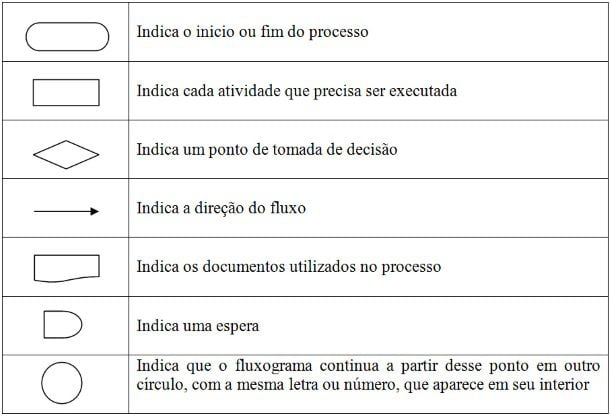 Indica o inicio ou fim do processo
Indica cada atividade que precisa ser executada
Indica um ponto de tomada de decisão
Indica a direção do fluxo
Indica os documentos utilizados no processo
Indica uma espera
Indica que o fluxograma continua a partir desse ponto em outro
círculo, com a mesma letra ou número, que aparece em seu interior